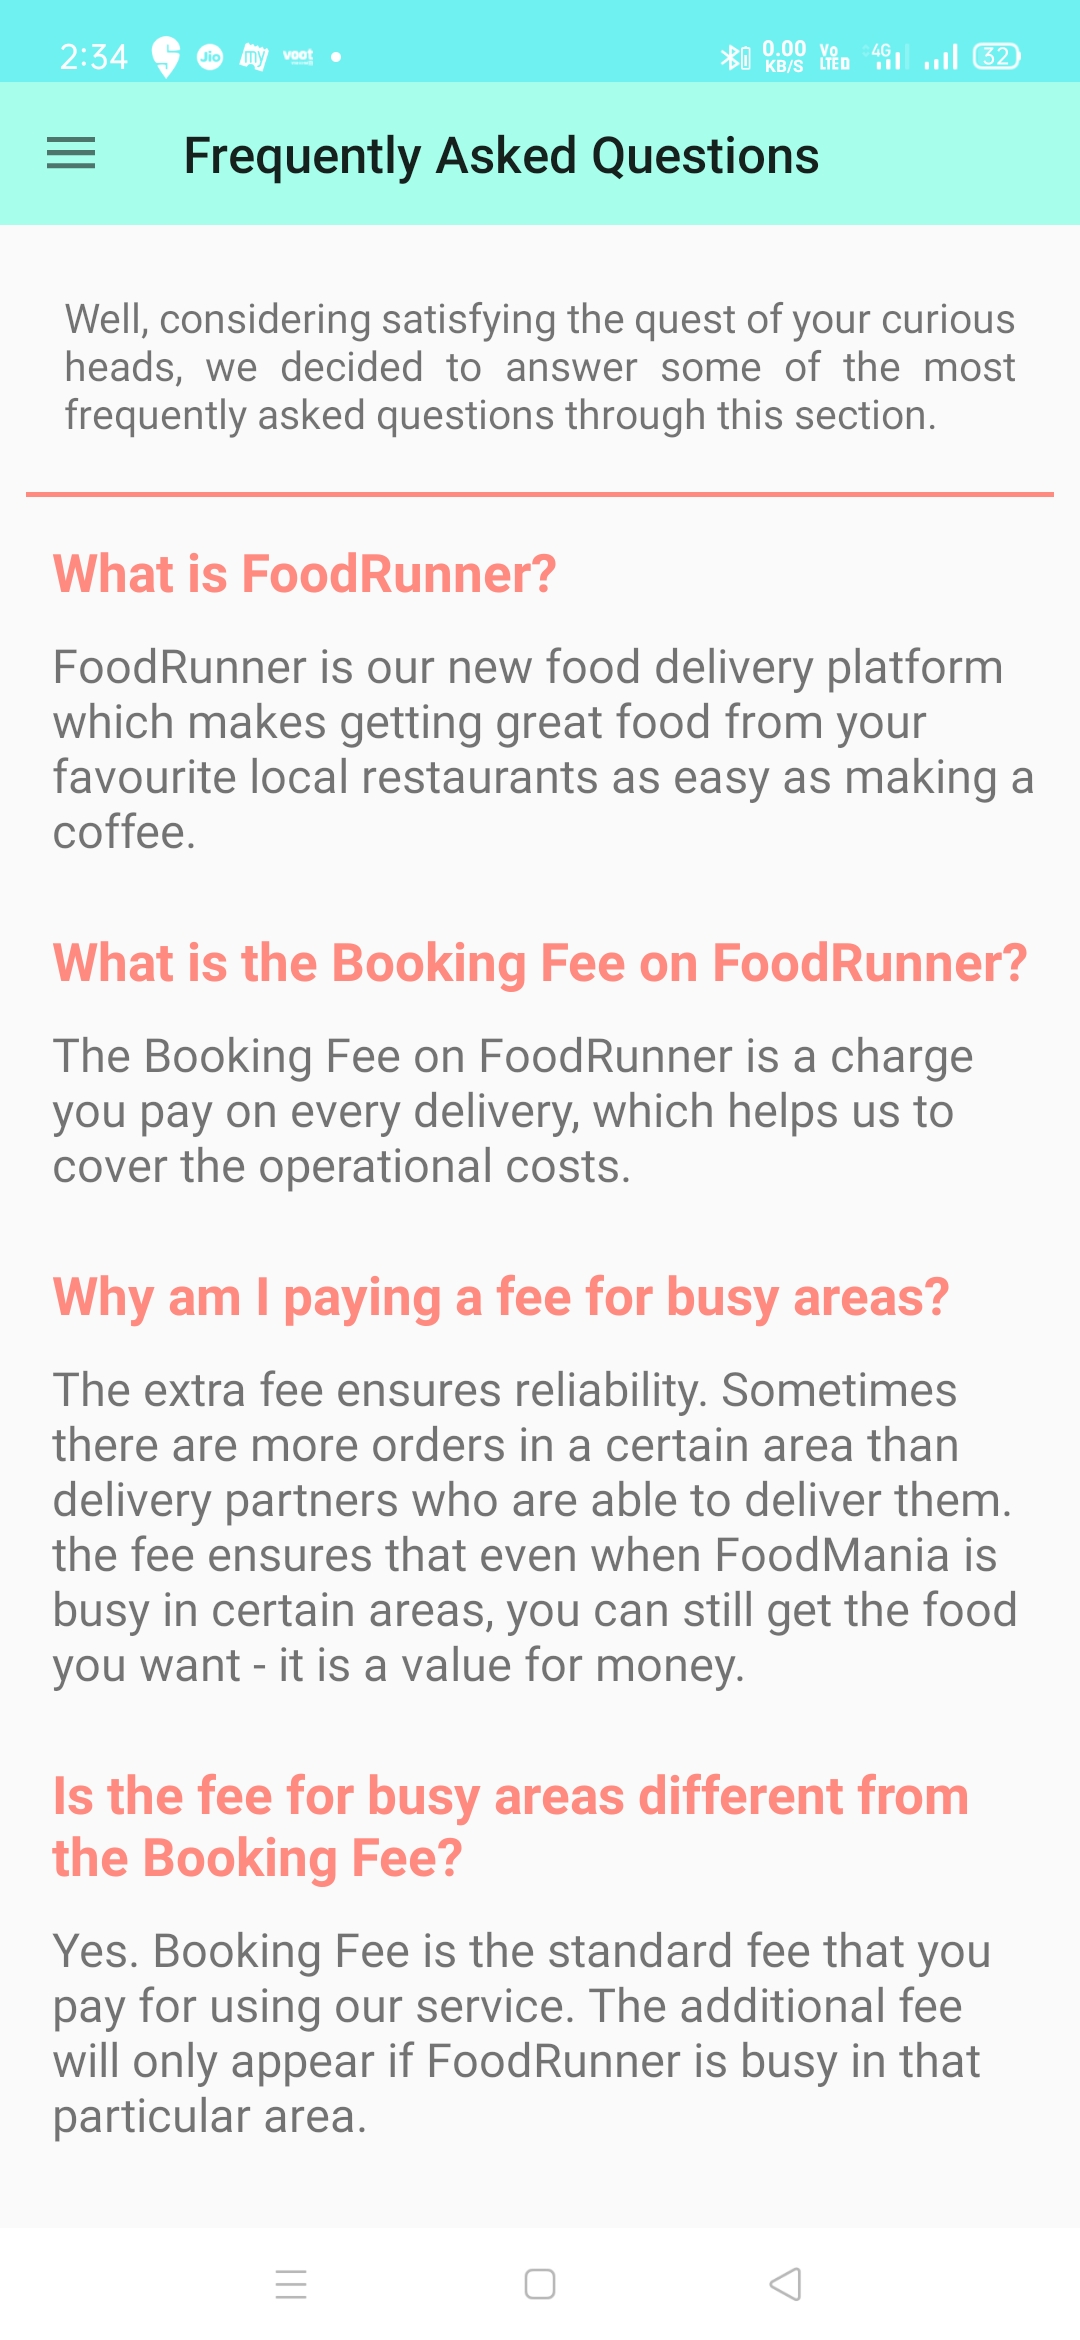 2:34 Jio my voot 0.00 KB/S Vo LTE 4G 32
Frequently Asked Questions
Well, considering satisfying the quest of your curious
heads, we decided to answer some of the most
frequently asked questions through this section.
What is FoodRunner?
FoodRunner is our new food delivery platform
which makes getting great food from your
favourite local restaurants as easy as making a
coffee.
What is the Booking Fee on FoodRunner?
The Booking Fee on FoodRunner is a charge
you pay on every delivery, which helps us to
cover the operational costs.
Why am I paying a fee for busy areas?
The extra fee ensures reliability. Sometimes
there are more orders in a certain area than
delivery partners who are able to deliver them.
the fee ensures that even when FoodMania is
busy in certain areas, you can still get the food
you want - it is a value for money.
Is the fee for busy areas different from
the Booking Fee?
Yes. Booking Fee is the standard fee that you
pay for using our service. The additional fee
will only appear if FoodRunner is busy in that
particular area.